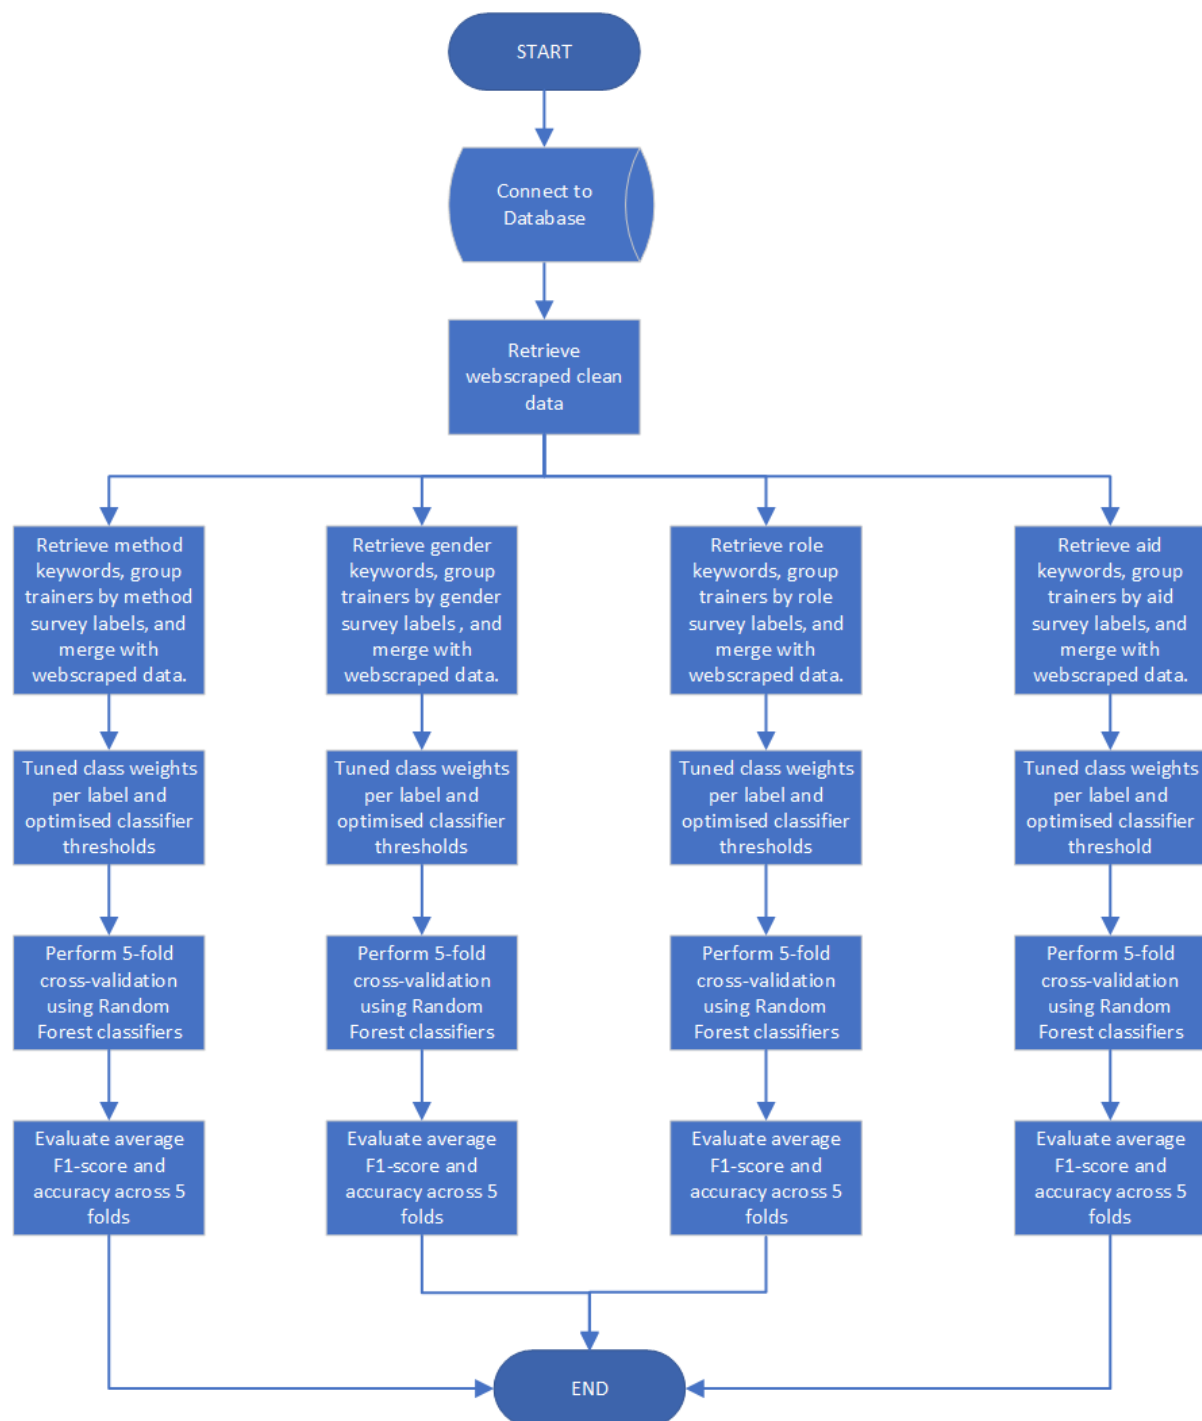 START
Connect to
Database
Retrieve
webscraped clean
data
Retrieve method
keywords, group
trainers by method
survey labels, and
merge with
webscraped data.
Retrieve gender
keywords, group
trainers by gender
survey labels , and
merge with
webscraped data.
Retrieve role
keywords, group
trainers by role
survey labels, and
merge with
webscraped data.
Retrieve aid
keywords, group
trainers by aid
survey labels, and
merge with
webscraped data.
Tuned class weights
per label and
optimised classifier
thresholds
Tuned class weights
per label and
optimised classifier
thresholds
Tuned class weights
per label and
optimised classifier
thresholds
Tuned class weights
per label and
optimised classifier
threshold
Perform 5-fold
cross-validation
using Random
Forest classifiers
Perform 5-fold
cross-validation
using Random
Forest classifiers
Perform 5-fold
cross-validation
using Random
Forest classifiers
Perform 5-fold
cross-validation
using Random
Forest classifiers
Evaluate average
F1-score and
accuracy across 5
folds
Evaluate average
F1-score and
accuracy across 5
folds
Evaluate average
F1-score and
accuracy across 5
folds
Evaluate average
F1-score and
accuracy across 5
folds
END